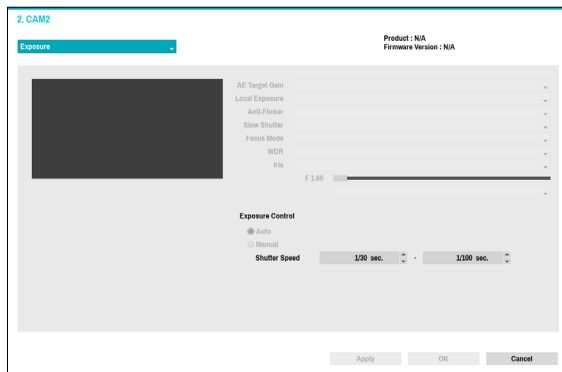 2. CAM2
Product : N/A
Exposure
Firmware Version : N/A
AE Target Gain
Local Exposure
Anti-Flicker
Slow Shutter
Focus Mode
WDR
Iris
F 1.60
Exposure Control
Auto
Manual
Shutter Speed 1/30 sec. - 1/100 sec.
Apply OK Cancel